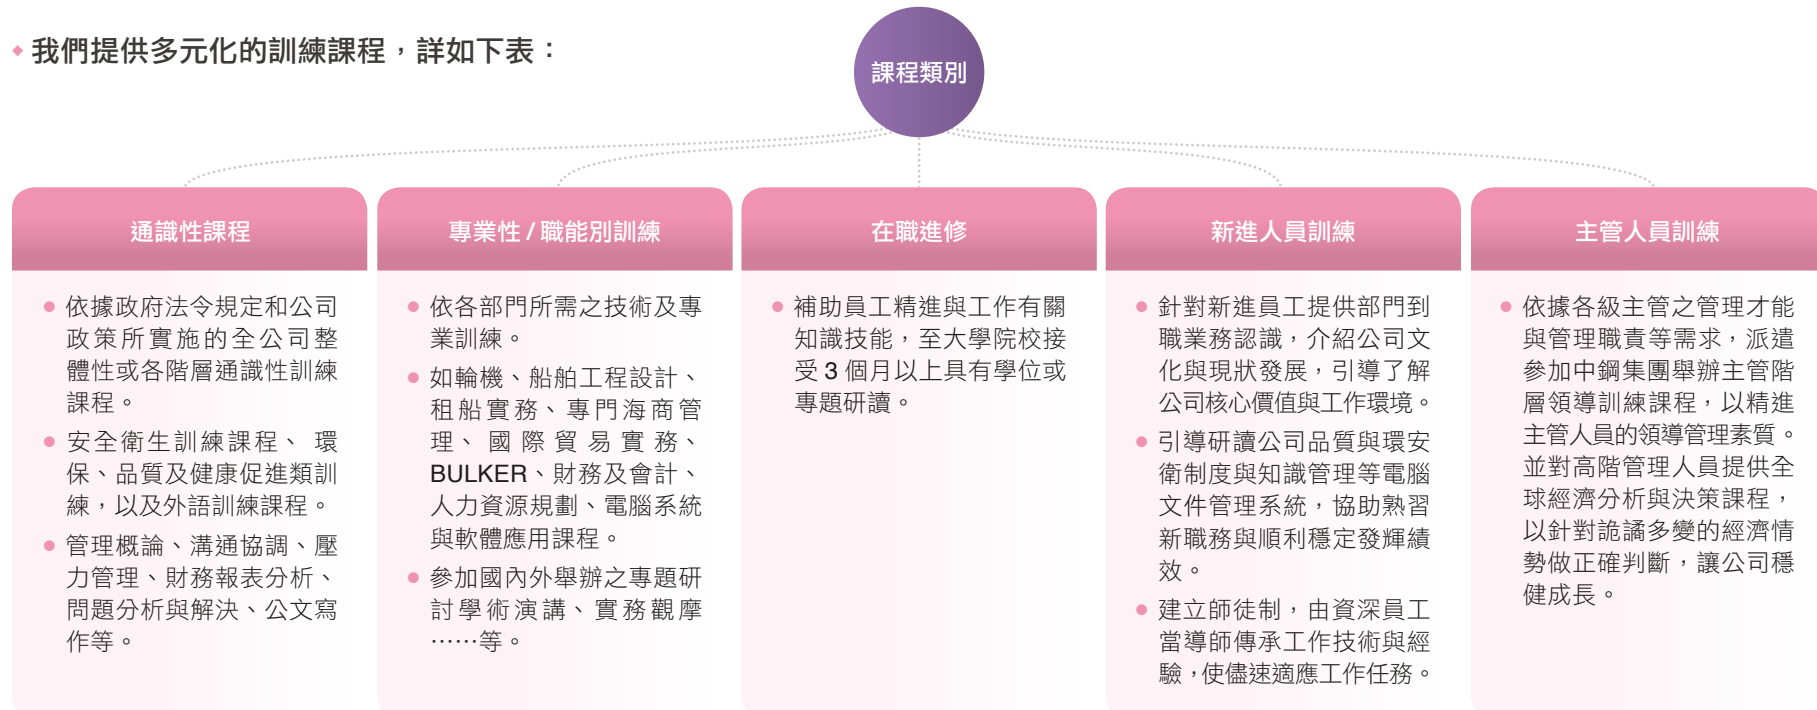 我們提供多元化的訓練課程，詳如下表：
課程類別
通識性課程
依據政府法令規定和公司
政策所實施的全公司整
體性或各階層通識性訓練
課程。
安全衛生訓練課程、環
保、品質及健康促進類訓
練，以及外語訓練課程。
管理概論、溝通協調、壓
力管理、財務報表分析、
問題分析與解決、公文寫
作等。
專業性 / 職能別訓練
依各部門所需之技術及專
業訓練。
如輪機、船舶工程設計、
租船實務、專門海商管
理、國際貿易實務、
BULKER、財務及會計、
人力資源規劃、電腦系統
與軟體應用課程。
參加國內外舉辦之專題研
討學術演講、實務觀摩
……等。
在職進修
補助員工精進與工作有關
知識技能，至大學院校接
受 3 個月以上具有學位或
專題研讀。
新進人員訓練
針對新進員工提供部門到
職業務認識，介紹公司文
化與現狀發展，引導了解
公司核心價值與工作環境。
引導研讀公司品質與環安
衛制度與知識管理等電腦
文件管理系統，協助熟習
新職務與順利穩定發輝績
效。
建立師徒制，由資深員工
當導師傳承工作技術與經
驗，使儘速適應工作任務。
主管人員訓練
依據各級主管之管理才能
與管理職責等需求，派遣
參加中鋼集團舉辦主管階
層領導訓練課程，以精進
主管人員的領導管理素質。
並對高階管理人員提供全
球經濟分析與決策課程，
以針對詭譎多變的經濟情
勢做正確判斷，讓公司穩
健成長。